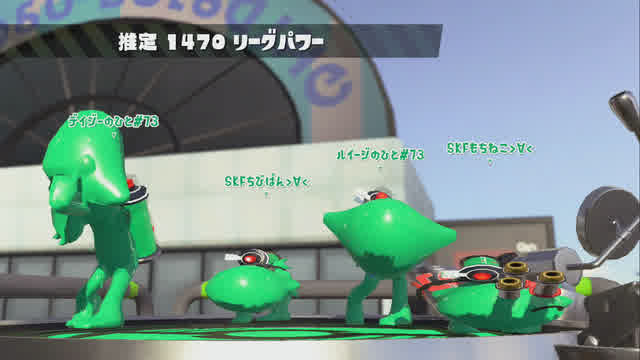 推定 1470 リーグパワー
デイジーのひと#73
SKFちびぱん>∀<
ルイージのひと#73
SKFもちねこ>∀<